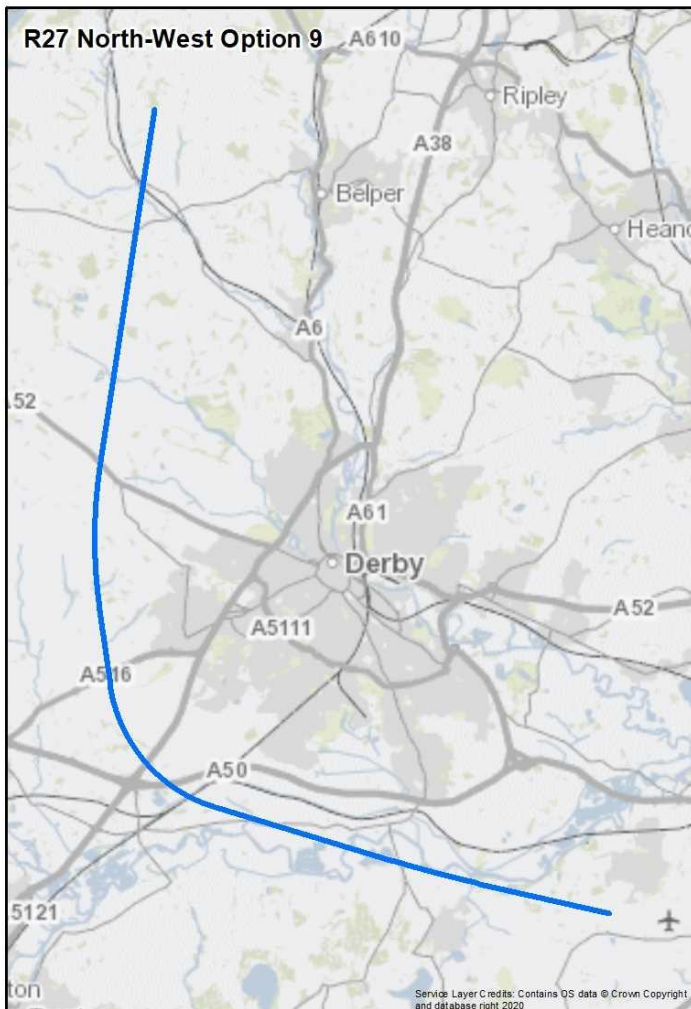 R27 North-West Option 9
A610
Ripley
A38
Belper
Heanc
A6
.52
A61
Derby
A52
A5111
A516
A50
5121
ton
Service Layer Credits: Contains OS data © Crown Copyright
and database right 2020